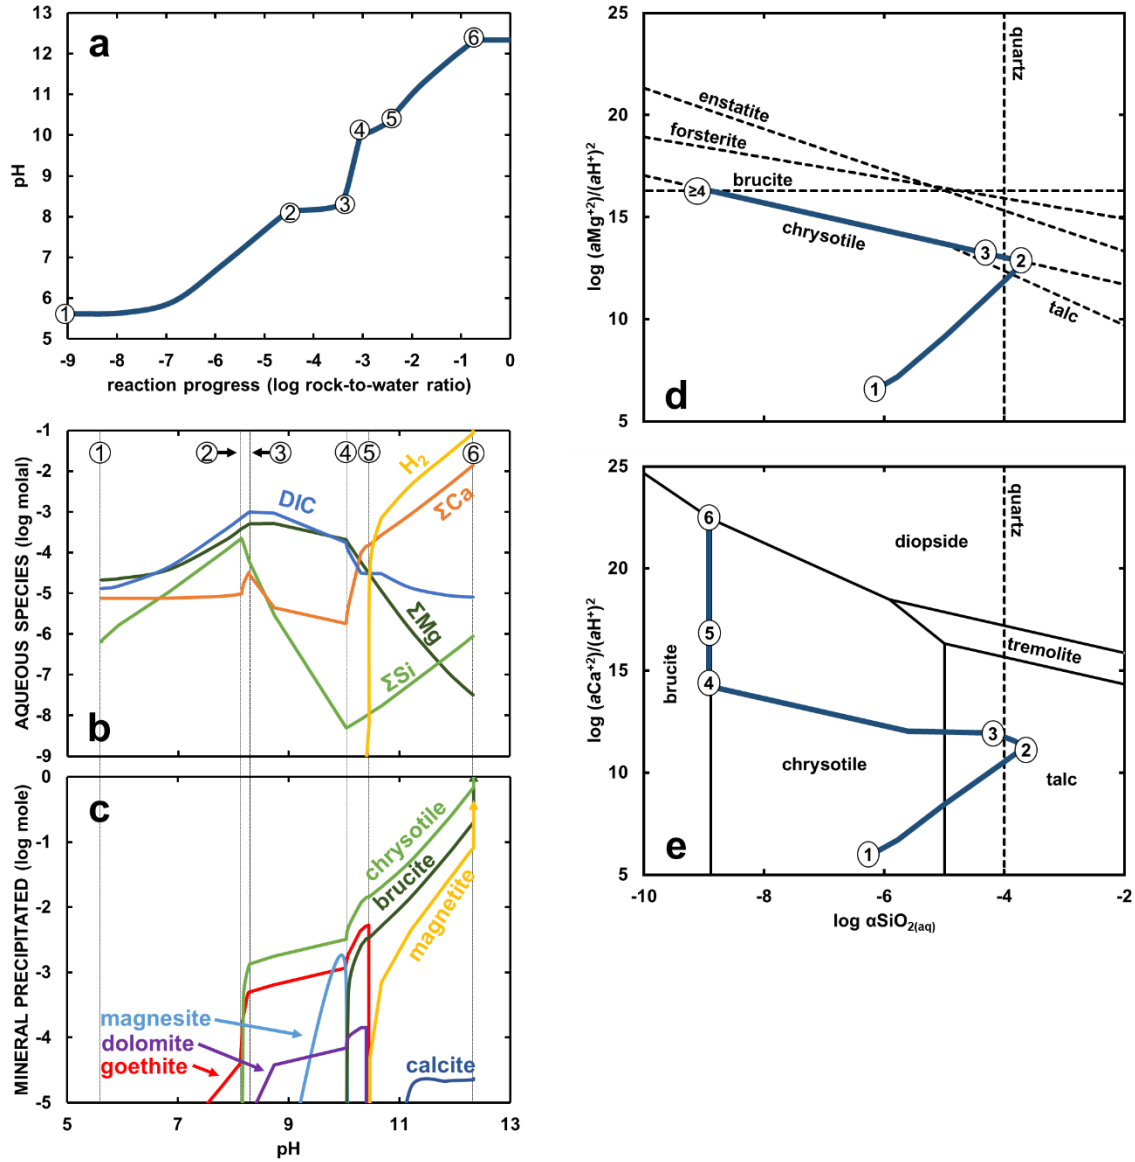 a
13
12
11
10
9
8
7
6
5
pH
1
2
3
4
5
6
-9 -8 -7 -6 -5 -4 -3 -2 -1 0
reaction progress (log rock-to-water ratio)
b
-1
-2
-3
-4
-5
-6
-7
-8
-9
AQUEOUS SPECIES (log molal)
1 2 3 4 5 6
H2
ΣCa
DIC
ΣMg
ΣSi
c
0
-1
-2
-3
-4
-5
MINERAL PRECIPITATED (log mole)
chrysotile
brucite
magnetite
magnesite
dolomite
goethite
calcite
5 7 9 11 13
pH
d
25
20
15
10
5
log (aMg+2)/(aH+)2
quartz
enstatite
forsterite
brucite
≥4
chrysotile
3
2
talc
1
e
25
20
15
10
5
log (aCa+2)/(aH+)2
quartz
6
diopside
tremolite
5
brucite
4
3
2
chrysotile
talc
1
-10 -8 -6 -4 -2
log αSiO2(aq)